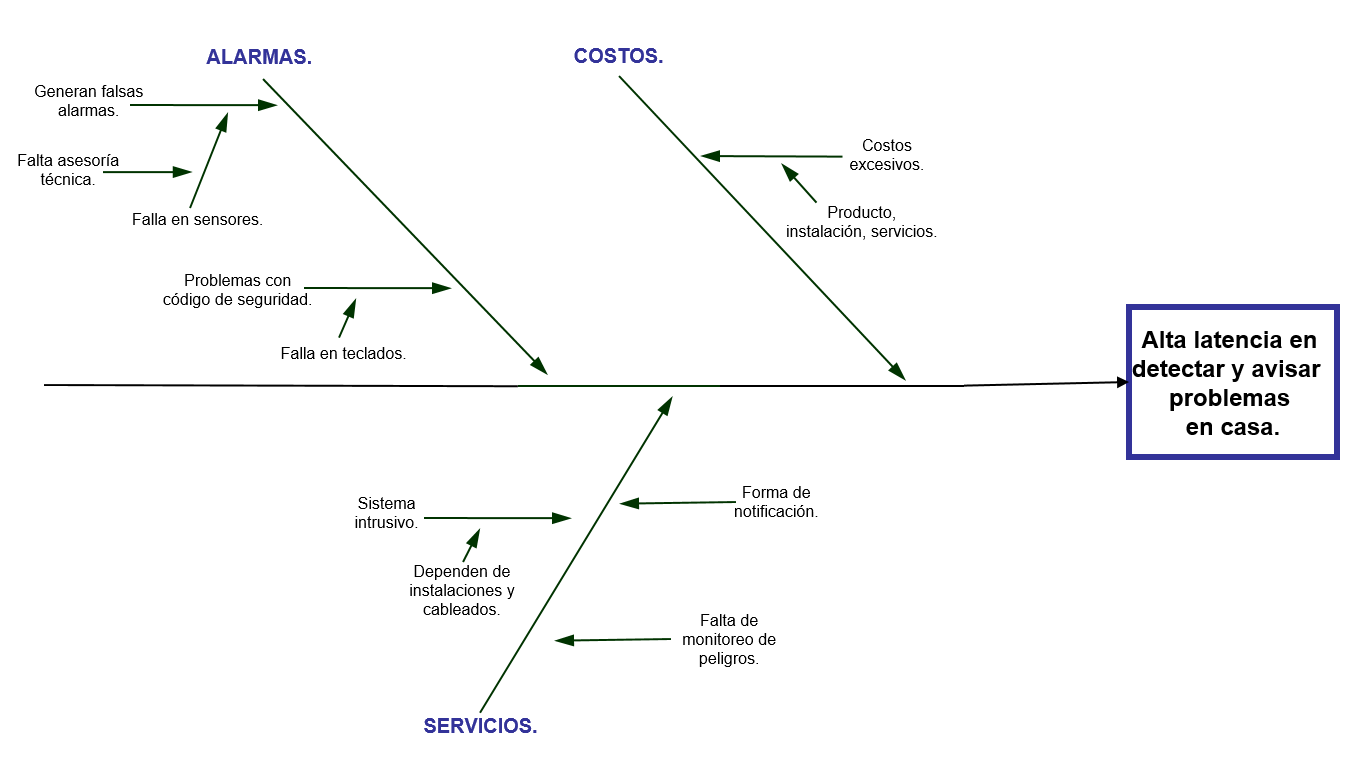 ALARMAS.
COSTOS.
Generan falsas
alarmas.
Falta asesoría
técnica.
Falla en sensores.
Problemas con
código de seguridad.
Falla en teclados.
Costos
excesivos.
Producto,
instalación, servicios.
Alta latencia en
detectar y avisar
problemas
en casa.
Sistema
intrusivo.
Dependen de
instalaciones y
cableados.
Forma de
notificación.
Falta de
monitoreo de
peligros.
SERVICIOS.